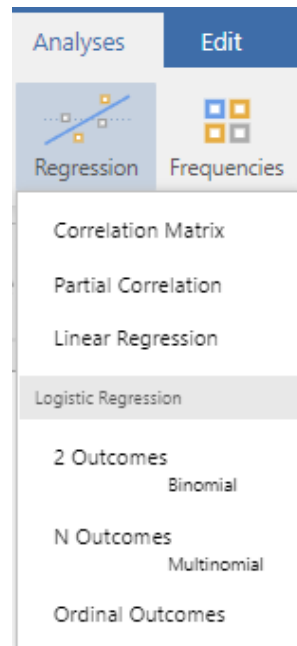 Analyses Edit
Regression Frequencies
Correlation Matrix
Partial Correlation
Linear Regression
Logistic Regression
2 Outcomes
Binomial
N Outcomes
Multinomial
Ordinal Outcomes